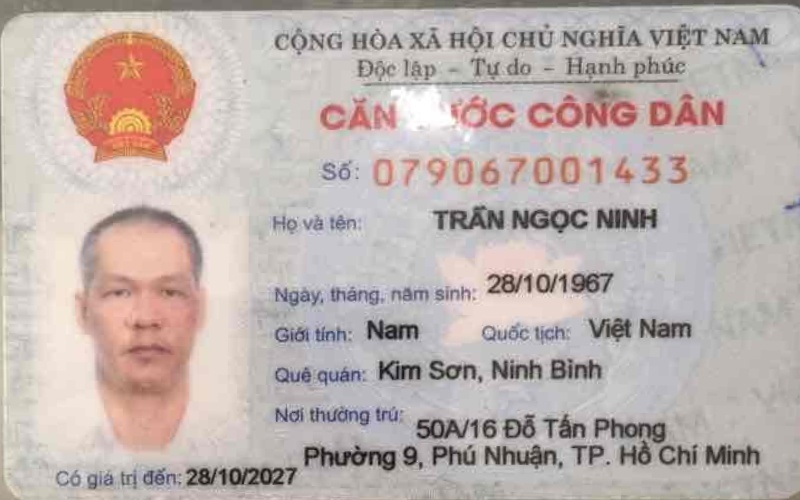 CỘNG HÒA XÃ HỘI CHỦ NGHĨA VIỆT NAM
Độc lập - Tự do - Hạnh phúc
CĂN CƯỚC CÔNG DÂN
Số: 079067001433
Họ và tên: TRẦN NGỌC NINH
Ngày, tháng, năm sinh: 28/10/1967
Giới tính: Nam Quốc tịch: Việt Nam
Quê quán: Kim Sơn, Ninh Bình
Nơi thường trú: 50A/16 Đỗ Tấn Phong
Phường 9, Phú Nhuận, TP. Hồ Chí Minh
Có giá trị đến: 28/10/2027